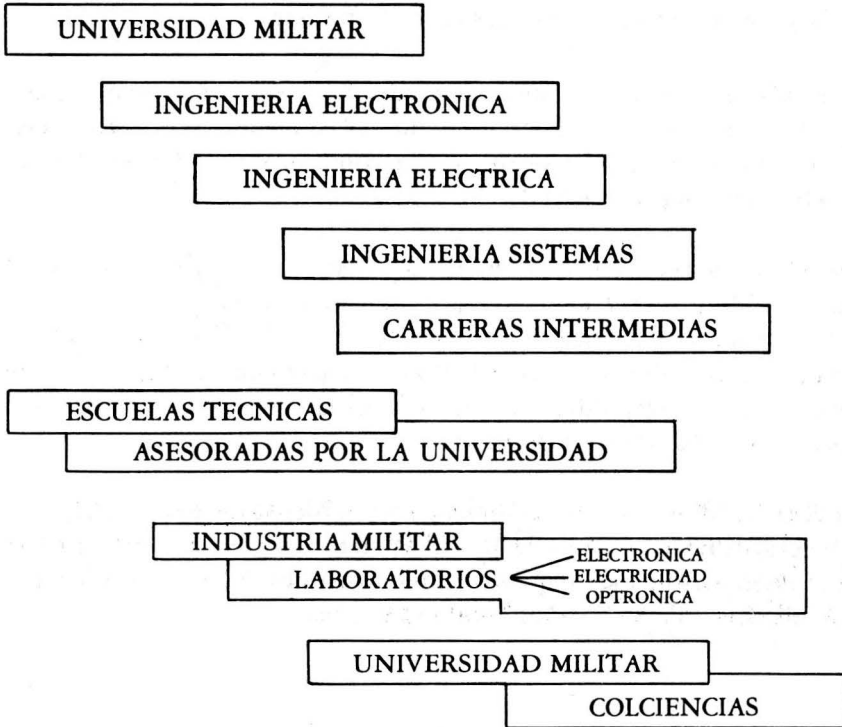 UNIVERSIDAD MILITAR
INGENIERIA ELECTRONICA
INGENIERIA ELECTRICA
INGENIERIA SISTEMAS
CARRERAS INTERMEDIAS
ESCUELAS TECNICAS
ASESORADAS POR LA UNIVERSIDAD
INDUSTRIA MILITAR
ELECTRONICA
LABORATORIOS ELECTRICIDAD
OPTRONICA
UNIVERSIDAD MILITAR
COLCIENCIAS